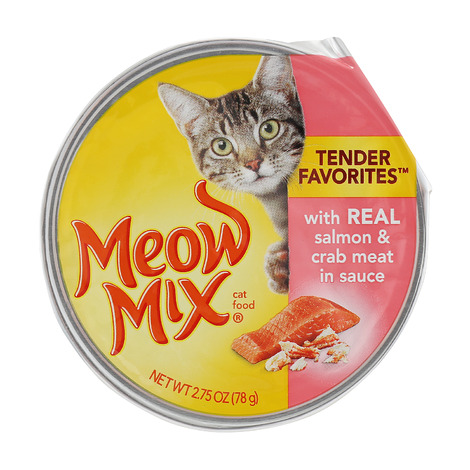 Meow
Mix
cat
food
®
TENDER
FAVORITES™
with REAL
salmon &
crab meat
in sauce
NET WT 2.75 OZ (78 g)